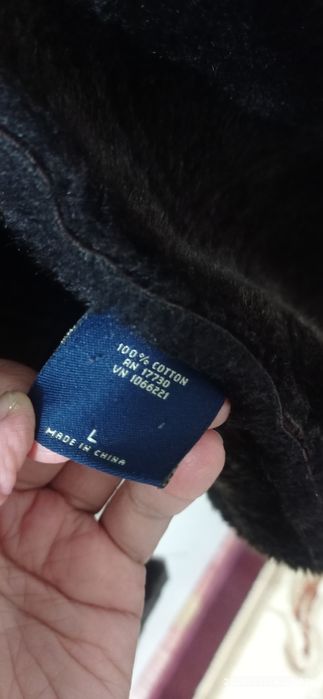 100% COTTON
RN 17730
VN 1066221
L
MADE IN CHINA